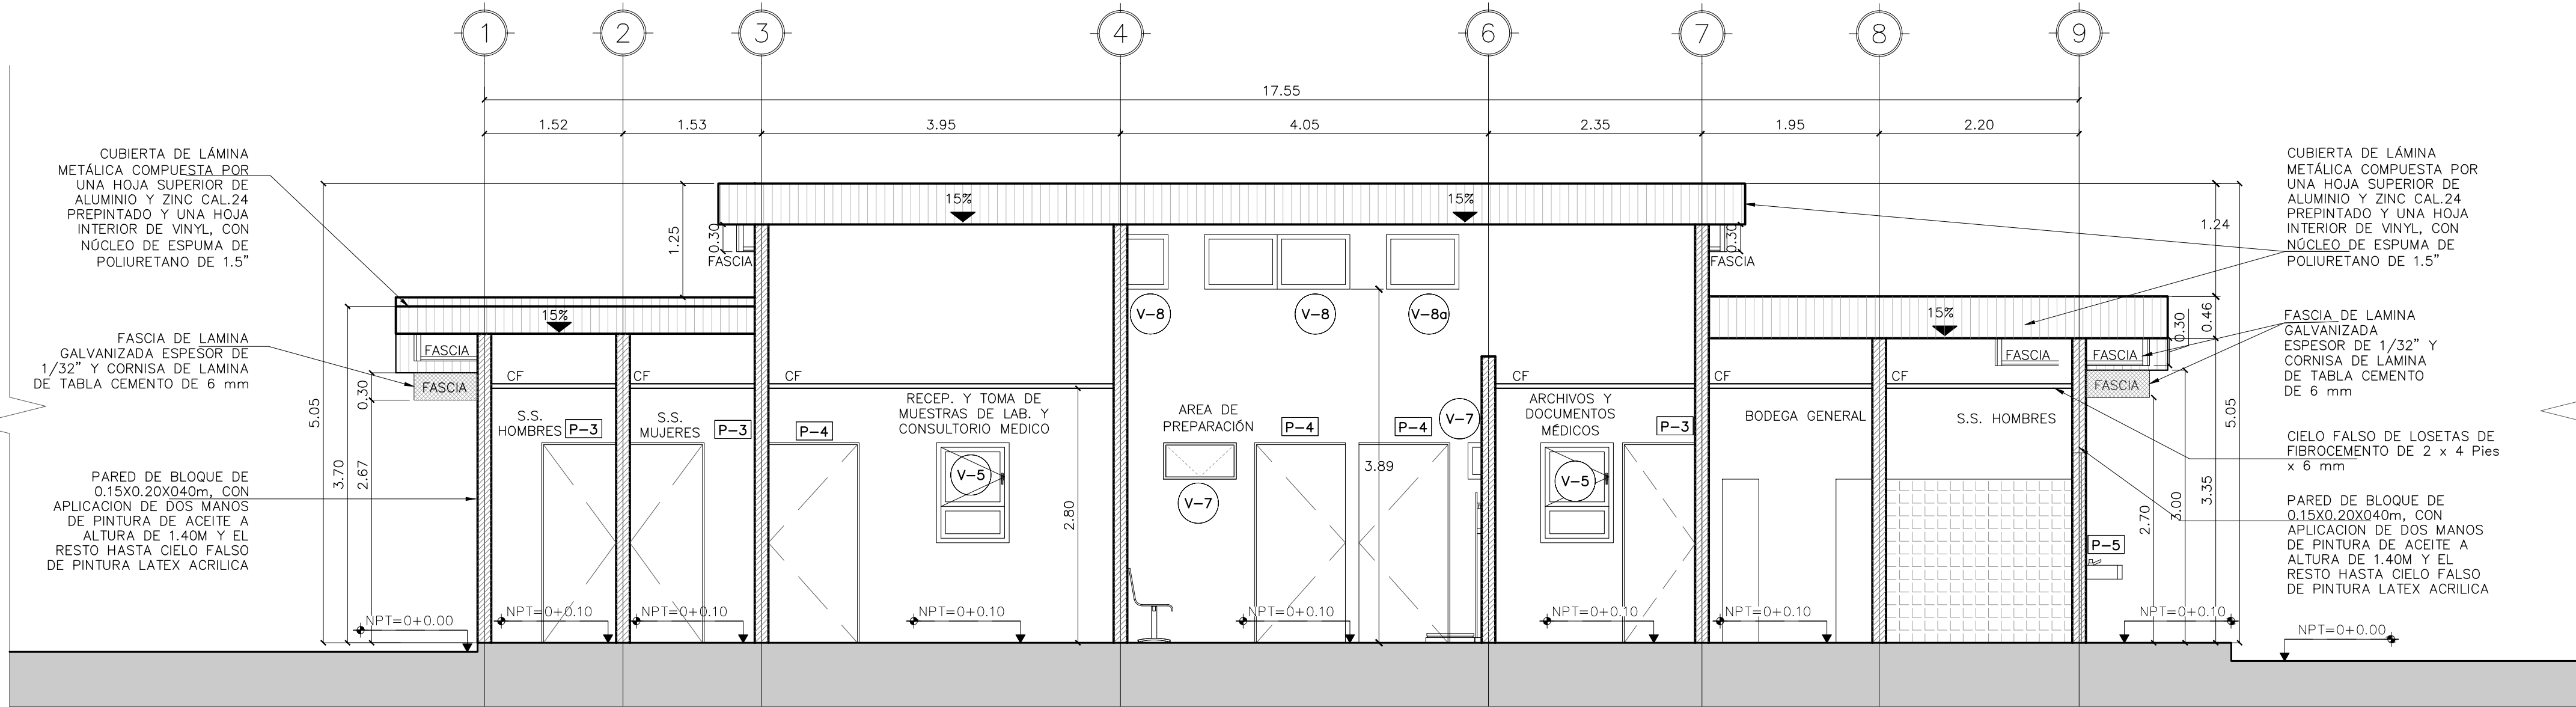 1
2
3
4
6
7
8
9
17.55
1.52
1.53
3.95
4.05
2.35
1.95
2.20
CUBIERTA DE LÁMINA
METÁLICA COMPUESTA POR
UNA HOJA SUPERIOR DE
ALUMINIO Y ZINC CAL.24
PREPINTADO Y UNA HOJA
INTERIOR DE VINYL, CON
NÚCLEO DE ESPUMA DE
POLIURETANO DE 1.5"
FASCIA DE LAMINA
GALVANIZADA ESPESOR DE
1/32" Y CORNISA DE LAMINA
DE TABLA CEMENTO DE 6 mm
PARED DE BLOQUE DE
0.15X0.20X040m, CON
APLICACION DE DOS MANOS
DE PINTURA DE ACEITE A
ALTURA DE 1.40M Y EL
RESTO HASTA CIELO FALSO
DE PINTURA LATEX ACRILICA
5.05
3.70
2.67
0.30
1.25
0.30
FASCIA
15%
15%
0.30
FASCIA
15%
FASCIA
FASCIA
CF
CF
CF
S.S.
HOMBRES
P-3
S.S.
MUJERES
P-3
P-4
RECEP. Y TOMA DE
MUESTRAS DE LAB. Y
CONSULTORIO MEDICO
V-5
2.80
V-8
V-8
V-8a
AREA DE
PREPARACIÓN
V-7
P-4
P-4
3.89
V-7
CF
ARCHIVOS Y
DOCUMENTOS
MÉDICOS
V-5
P-3
15%
CF
BODEGA GENERAL
CF
S.S. HOMBRES
FASCIA
FASCIA
FASCIA
P-5
0.30
0.46
1.24
5.05
3.35
3.00
2.70
NPT=0+0.00
NPT=0+0.10
NPT=0+0.10
NPT=0+0.10
NPT=0+0.10
NPT=0+0.10
NPT=0+0.10
NPT=0+0.10
NPT=0+0.00
CUBIERTA DE LÁMINA
METÁLICA COMPUESTA POR
UNA HOJA SUPERIOR DE
ALUMINIO Y ZINC CAL.24
PREPINTADO Y UNA HOJA
INTERIOR DE VINYL, CON
NÚCLEO DE ESPUMA DE
POLIURETANO DE 1.5"
FASCIA DE LAMINA
GALVANIZADA
ESPESOR DE 1/32" Y
CORNISA DE LAMINA
DE TABLA CEMENTO
DE 6 mm
CIELO FALSO DE LOSETAS DE
FIBROCEMENTO DE 2 x 4 Pies
x 6 mm
PARED DE BLOQUE DE
0.15X0.20X040m, CON
APLICACION DE DOS MANOS
DE PINTURA DE ACEITE A
ALTURA DE 1.40M Y EL
RESTO HASTA CIELO FALSO
DE PINTURA LATEX ACRILICA